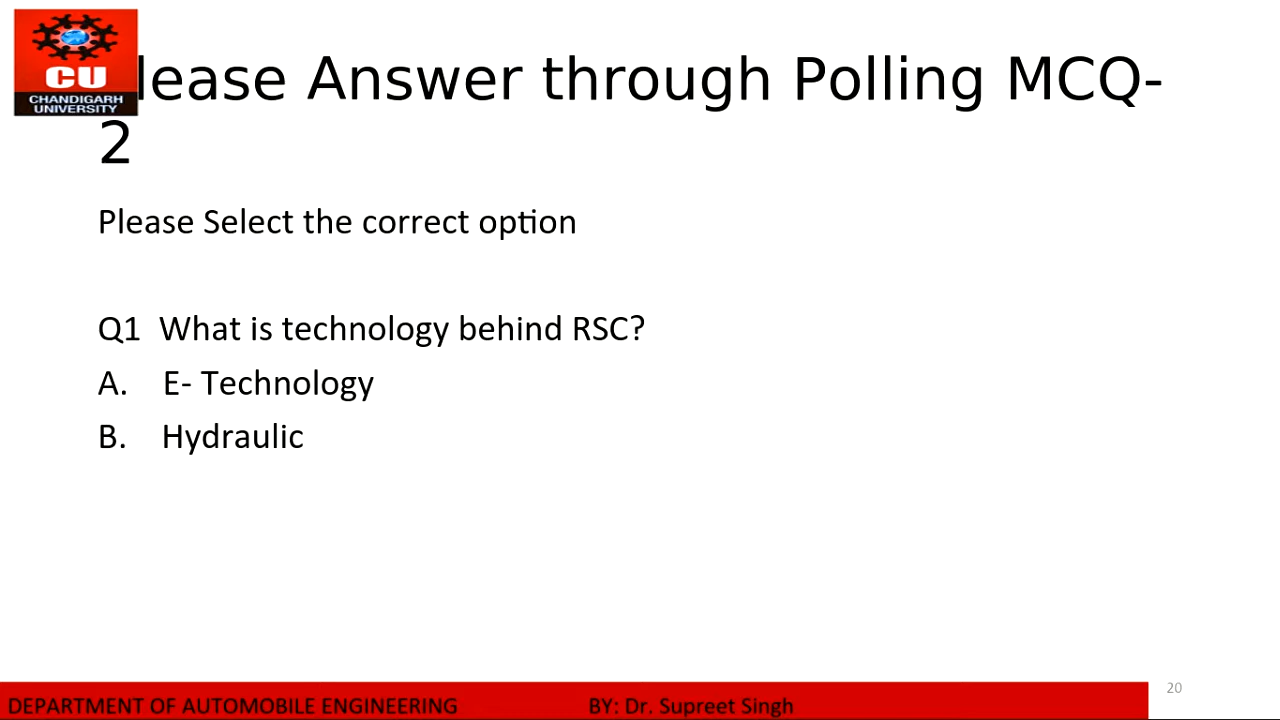 CU
CHANDIGARH
UNIVERSITY
lease Answer through Polling MCQ-
2
Please Select the correct option
Q1 What is technology behind RSC?
A. E- Technology
B. Hydraulic
DEPARTMENT OF AUTOMOBILE ENGINEERING BY: Dr. Supreet Singh
20